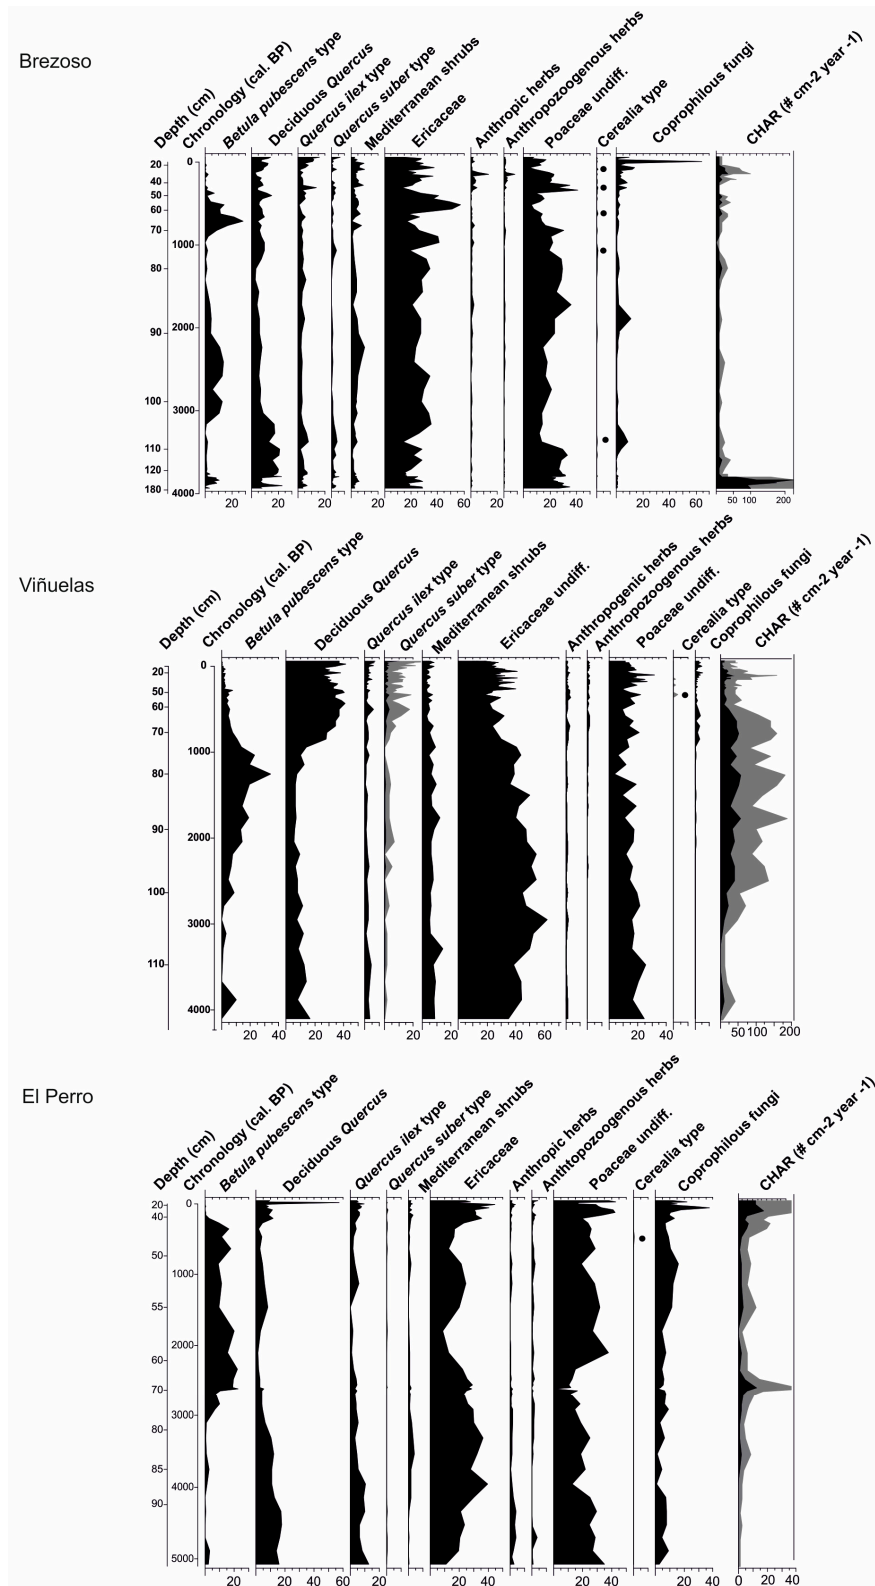 Brezoso
Depth (cm)
Chronology (cal. BP)
Betula pubescens type
Deciduous Quercus
Quercus ilex type
Quercus suber type
Mediterranean shrubs
Ericaceae
Anthropic herbs
Anthropozoogenous herbs
Poaceae undiff.
Cerealia type
Coprophilous fungi
CHAR (# cm-2 year -1)
20
40
50
60
70
80
90
100
110
120
180
0
1000
2000
3000
4000
20 20 20 20 20 40 60 20 20 40 20 40 60 50 100 200
Viñuelas
Depth (cm)
Chronology (cal. BP)
Betula pubescens type
Deciduous Quercus
Quercus ilex type
Quercus suber type
Mediterranean shrubs
Ericaceae undiff.
Anthropogenic herbs
Anthropozoogenous herbs
Poaceae undiff.
Cerealia type
Coprophilous fungi
CHAR (# cm-2 year -1)
20
50
60
70
80
90
100
110
0
1000
2000
3000
4000
20 40 20 40 20 20 20 40 60 20 40 50 100 200
El Perro
Depth (cm)
Chronology (cal. BP)
Betula pubescens type
Deciduous Quercus
Quercus ilex type
Quercus suber type
Mediterranean shrubs
Ericaceae
Anthropic herbs
Anthtopozoogenous herbs
Poaceae undiff.
Cerealia type
Coprophilous fungi
CHAR (# cm-2 year -1)
20
40
50
55
60
70
80
85
90
0
1000
2000
3000
4000
5000
20 20 40 60 20 20 40 20 40 20 40 20 40